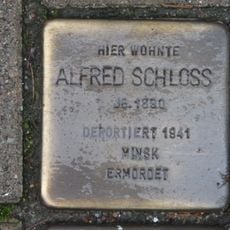 HIER WOHNTE
ALFRED SCHLOSS
JG. 1890
DEPORTIERT 1941
MINSK
ERMORDET